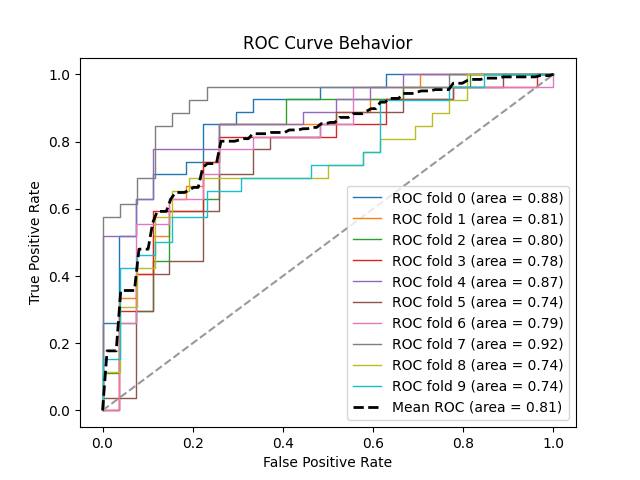 ROC Curve Behavior
1.0
0.8
0.6
0.4
0.2
0.0
True Positive Rate
ROC fold 0 (area = 0.88)
ROC fold 1 (area = 0.81)
ROC fold 2 (area = 0.80)
ROC fold 3 (area = 0.78)
ROC fold 4 (area = 0.87)
ROC fold 5 (area = 0.74)
ROC fold 6 (area = 0.79)
ROC fold 7 (area = 0.92)
ROC fold 8 (area = 0.74)
ROC fold 9 (area = 0.74)
Mean ROC (area = 0.81)
0.0 0.2 0.4 0.6 0.8 1.0
False Positive Rate